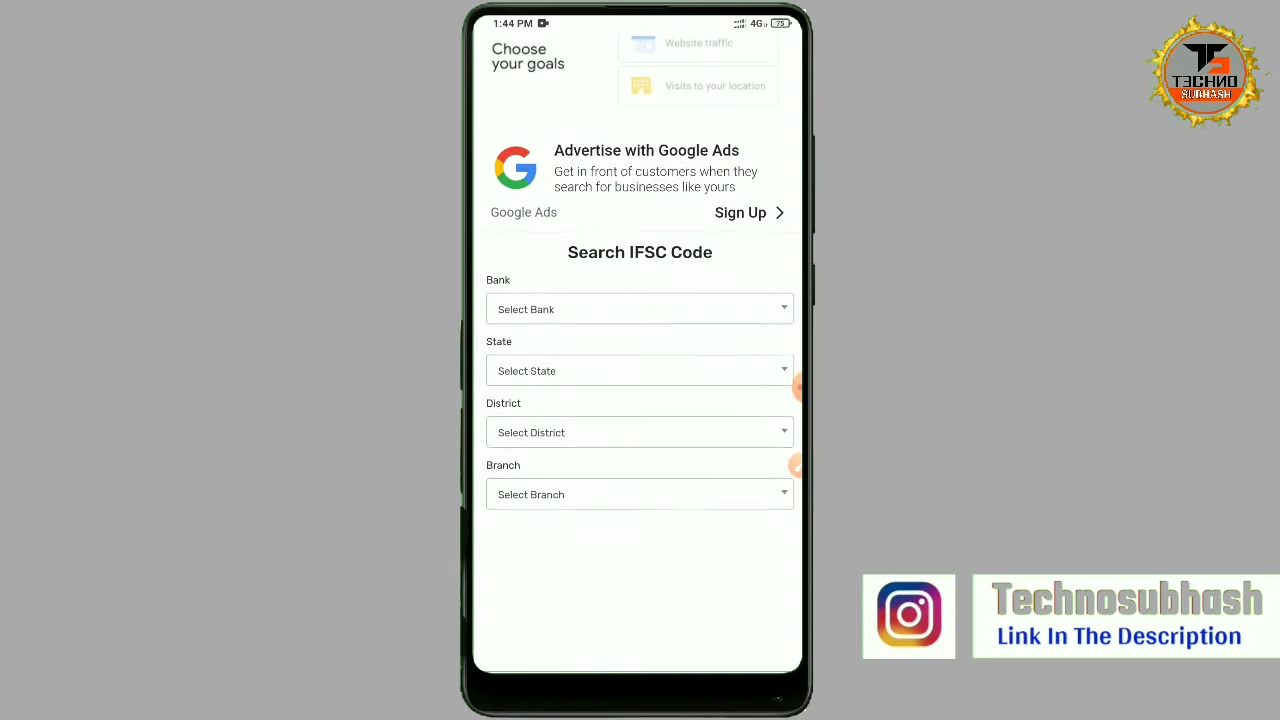 1:44 PM
4G
75
Choose
your goals
Website traffic
Visits to your location
Advertise with Google Ads
Get in front of customers when they
search for businesses like yours
Google Ads
Sign Up
Search IFSC Code
Bank
Select Bank
State
Select State
District
Select District
Branch
Select Branch
TECHNO
SUBHASH
Technosubhash
Link In The Description